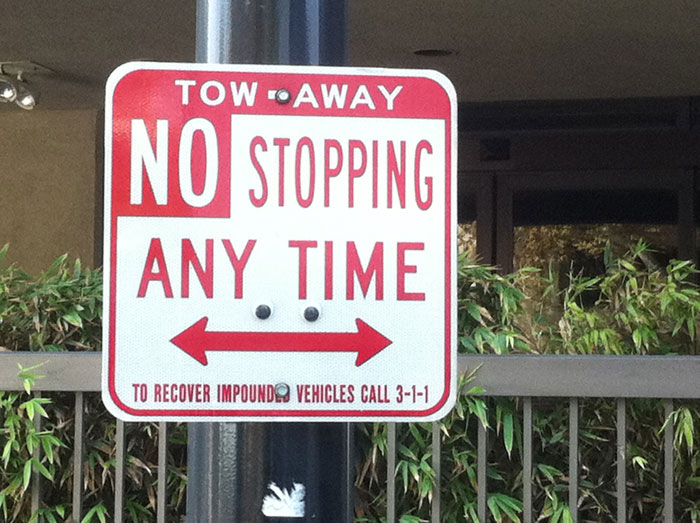 TOW-AWAY
NO STOPPING
ANY TIME
TO RECOVER IMPOUNDED VEHICLES CALL 3-1-1